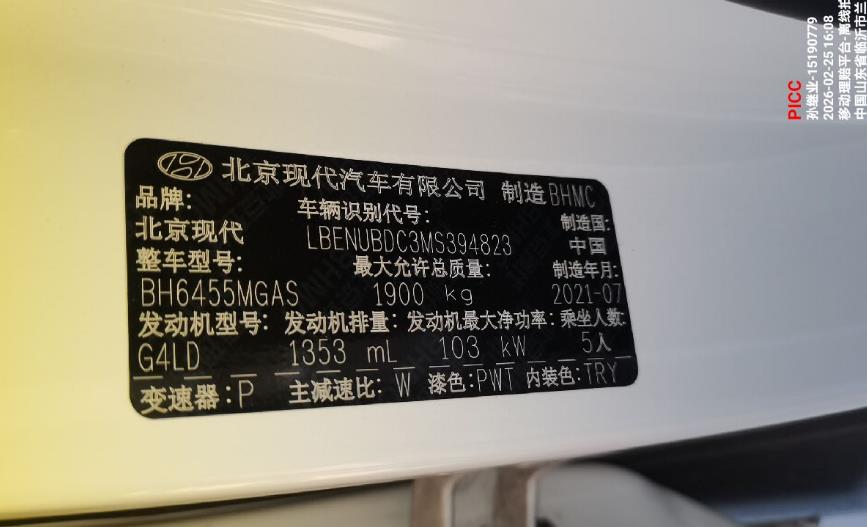 北京现代汽车有限公司 制造 BHMC
品牌: 车辆识别代号: 制造国:
北京现代 LBENUBDC3MS394823 中国
整车型号: 最大允许总质量: 制造年月:
BH6455MGAS 1900 kg 2021-07
发动机型号: 发动机排量: 发动机最大净功率: 乘坐人数:
G4LD 1353 mL 103 kW 5人
变速器:P 主减速比: W 漆色:PWT 内装色:TRY
PICC
孙继业-15190779
2026-02-25 16:08
移动理赔平台-离线拍
中国山东省临沂市兰